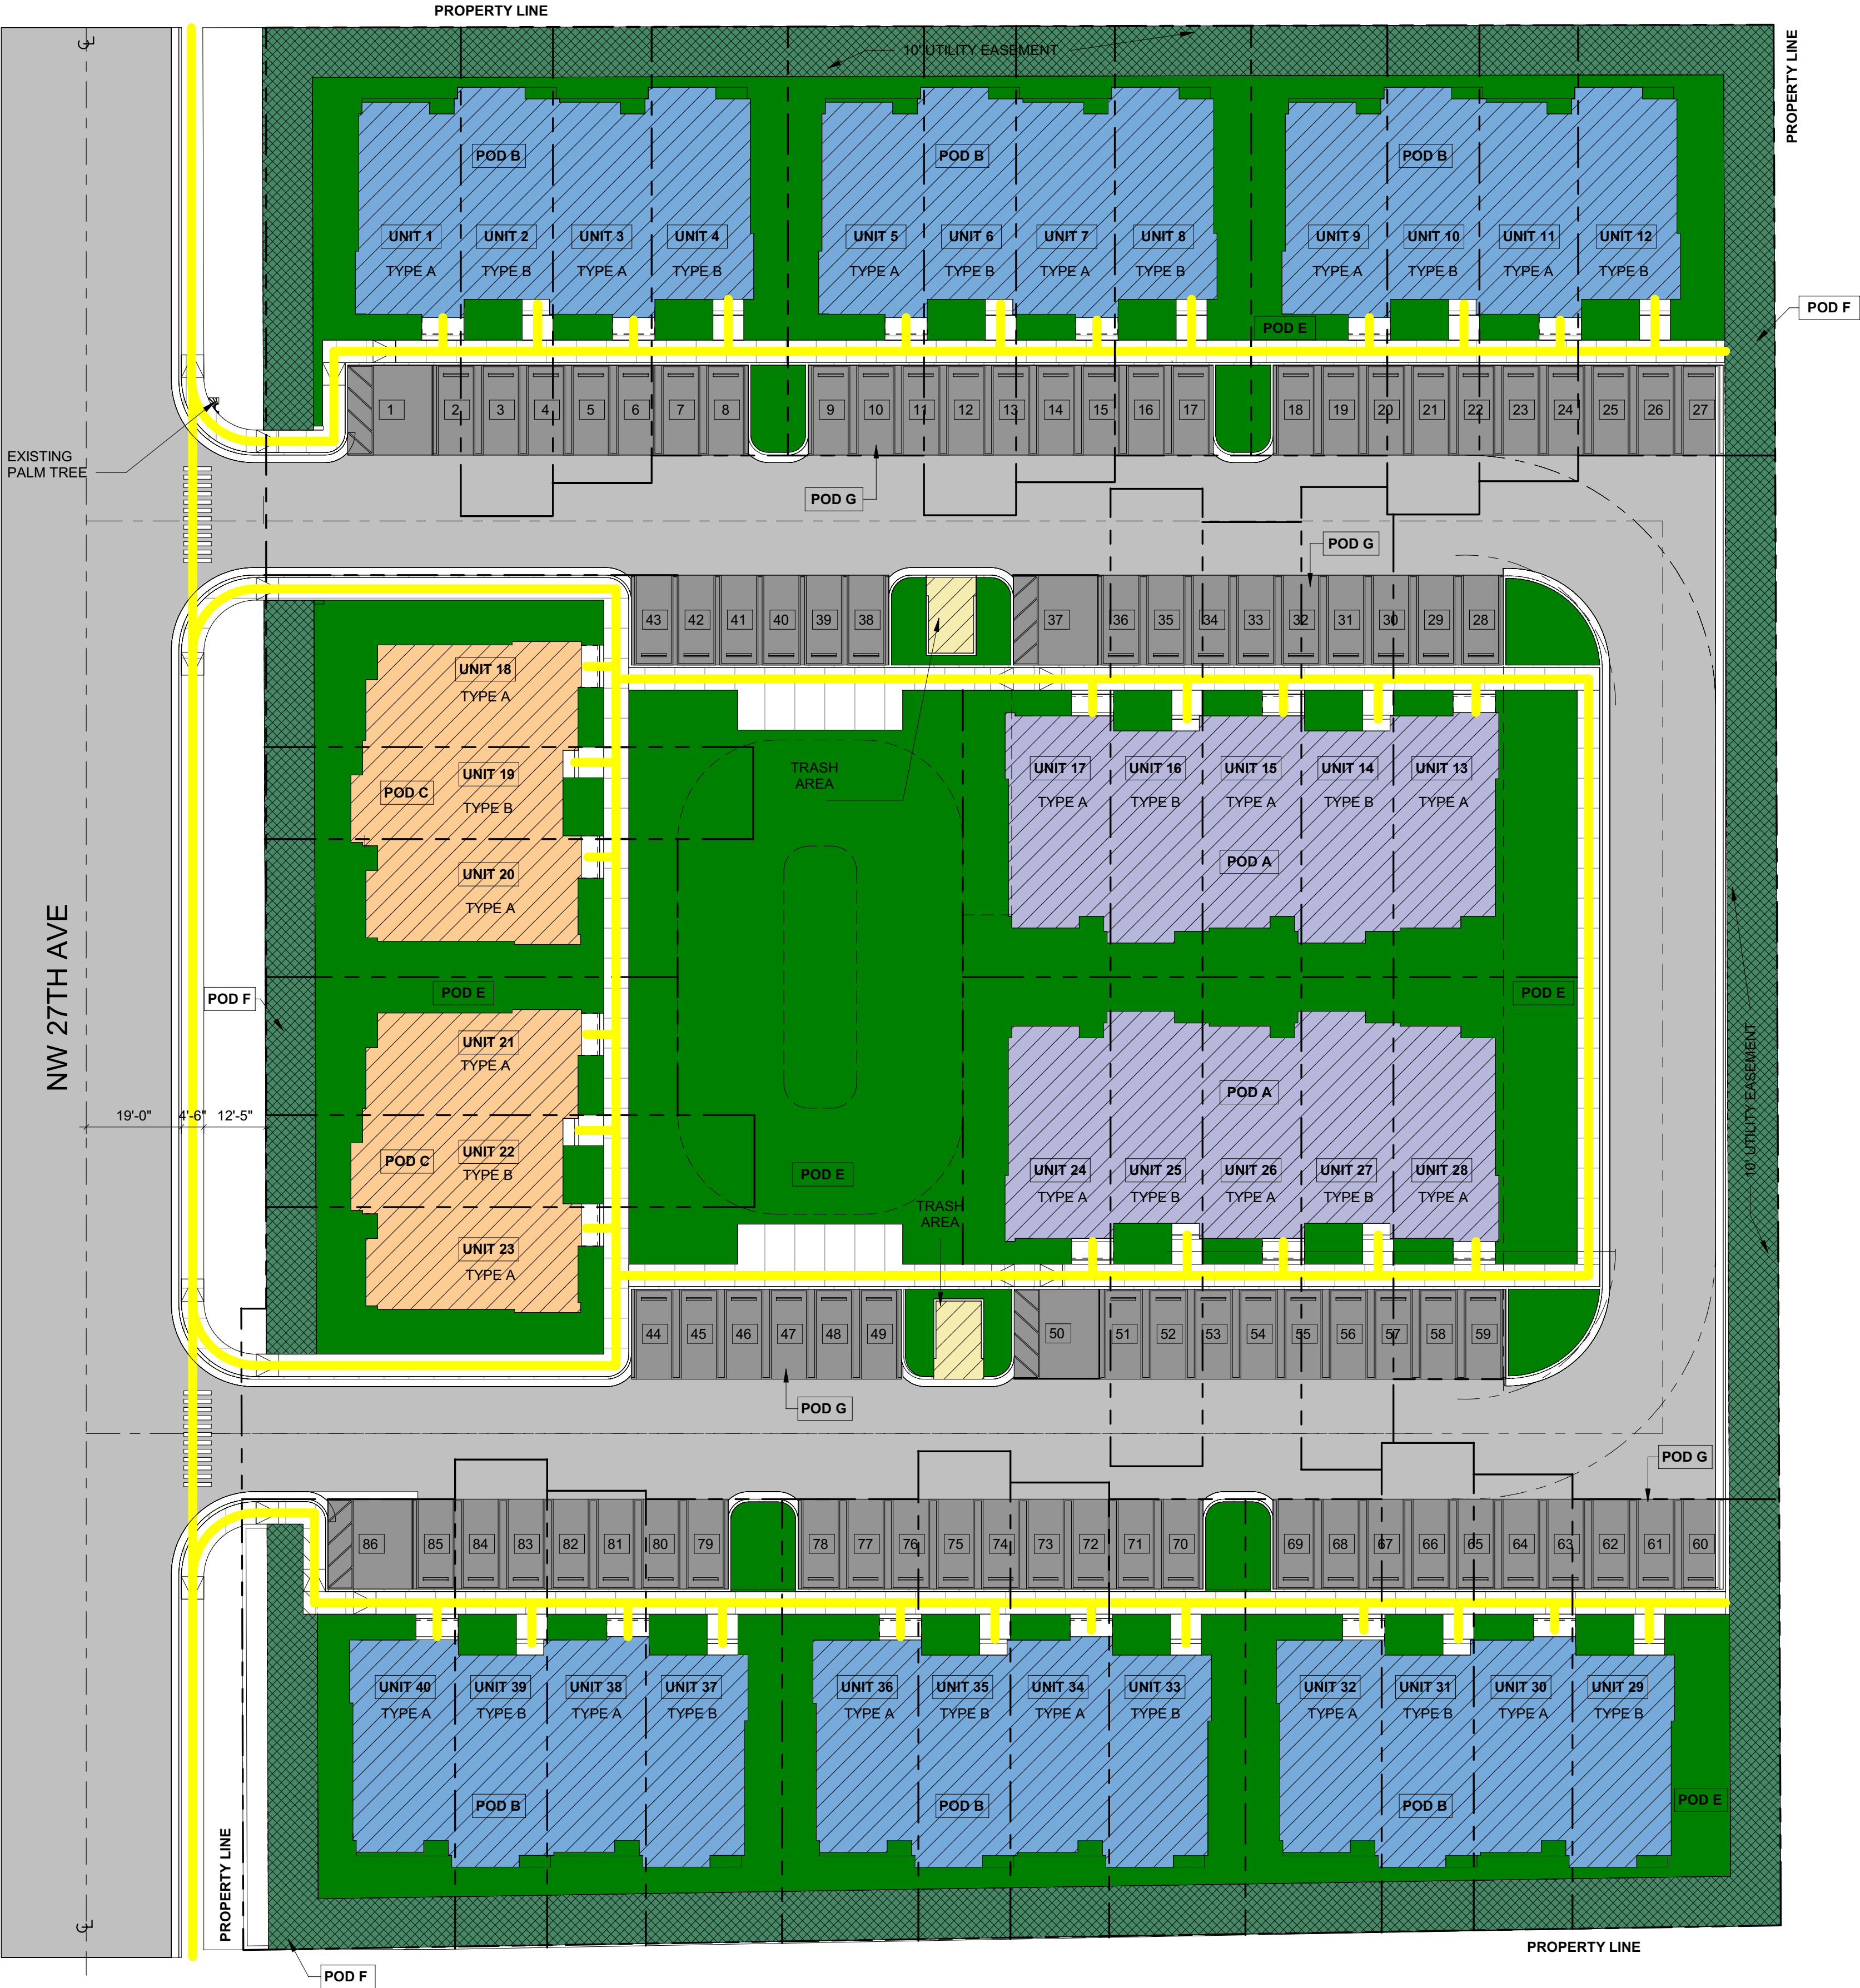 PROPERTY LINE
℄
10' UTILITY EASEMENT
PROPERTY LINE
POD B
POD B
POD B
UNIT 1
UNIT 2
UNIT 3
UNIT 4
UNIT 5
UNIT 6
UNIT 7
UNIT 8
UNIT 9
UNIT 10
UNIT 11
UNIT 12
TYPE A
TYPE B
TYPE A
TYPE B
TYPE A
TYPE B
TYPE A
TYPE B
TYPE A
TYPE B
TYPE A
TYPE B
POD F
POD E
1 2 3 4 5 6 7 8 9 10 11 12 13 14 15 16 17 18 19 20 21 22 23 24 25 26 27
EXISTING
PALM TREE
POD G
POD G
43 42 41 40 39 38 37 36 35 34 33 32 31 30 29 28
UNIT 18
TYPE A
UNIT 19
POD C
TYPE B
UNIT 20
TYPE A
TRASH
AREA
UNIT 17
UNIT 16
UNIT 15
UNIT 14
UNIT 13
TYPE A
TYPE B
TYPE A
TYPE B
TYPE A
POD A
NW 27TH AVE
POD F
POD E
POD E
UNIT 21
TYPE A
19'-0"
4'-6"
12'-5"
POD C
UNIT 22
TYPE B
UNIT 23
TYPE A
POD E
TRASH
AREA
POD A
UNIT 24
UNIT 25
UNIT 26
UNIT 27
UNIT 28
TYPE A
TYPE B
TYPE A
TYPE B
TYPE A
10' UTILITY EASEMENT
44 45 46 47 48 49 50 51 52 53 54 55 56 57 58 59
POD G
POD G
86 85 84 83 82 81 80 79 78 77 76 75 74 73 72 71 70 69 68 67 66 65 64 63 62 61 60
UNIT 40
UNIT 39
UNIT 38
UNIT 37
UNIT 36
UNIT 35
UNIT 34
UNIT 33
UNIT 32
UNIT 31
UNIT 30
UNIT 29
TYPE A
TYPE B
TYPE A
TYPE B
TYPE A
TYPE B
TYPE A
TYPE B
TYPE A
TYPE B
TYPE A
TYPE B
POD B
POD B
POD B
POD E
PROPERTY LINE
℄
PROPERTY LINE
POD F